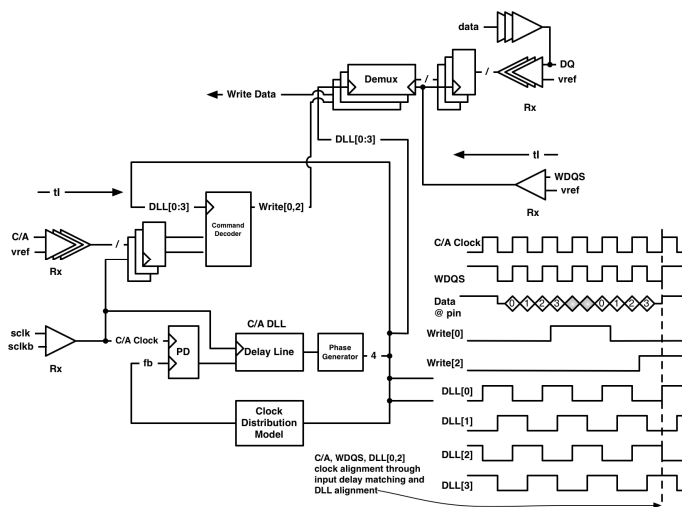 data
DQ
vref
Rx
Demux
Write Data
DLL[0:3]
tI
WDQS
vref
Rx
tI
DLL[0:3]
Write[0,2]
Command
Decoder
C/A
vref
Rx
sclk
sclkb
Rx
C/A Clock
fb
PD
C/A DLL
Delay Line
Phase
Generator
4
Clock
Distribution
Model
C/A Clock
WDQS
Data
@ pin
0 1 2 3 0 1 2 3
Write[0]
Write[2]
DLL[0]
DLL[1]
DLL[2]
DLL[3]
C/A, WDQS, DLL[0,2]
clock alignment through
input delay matching and
DLL alignment